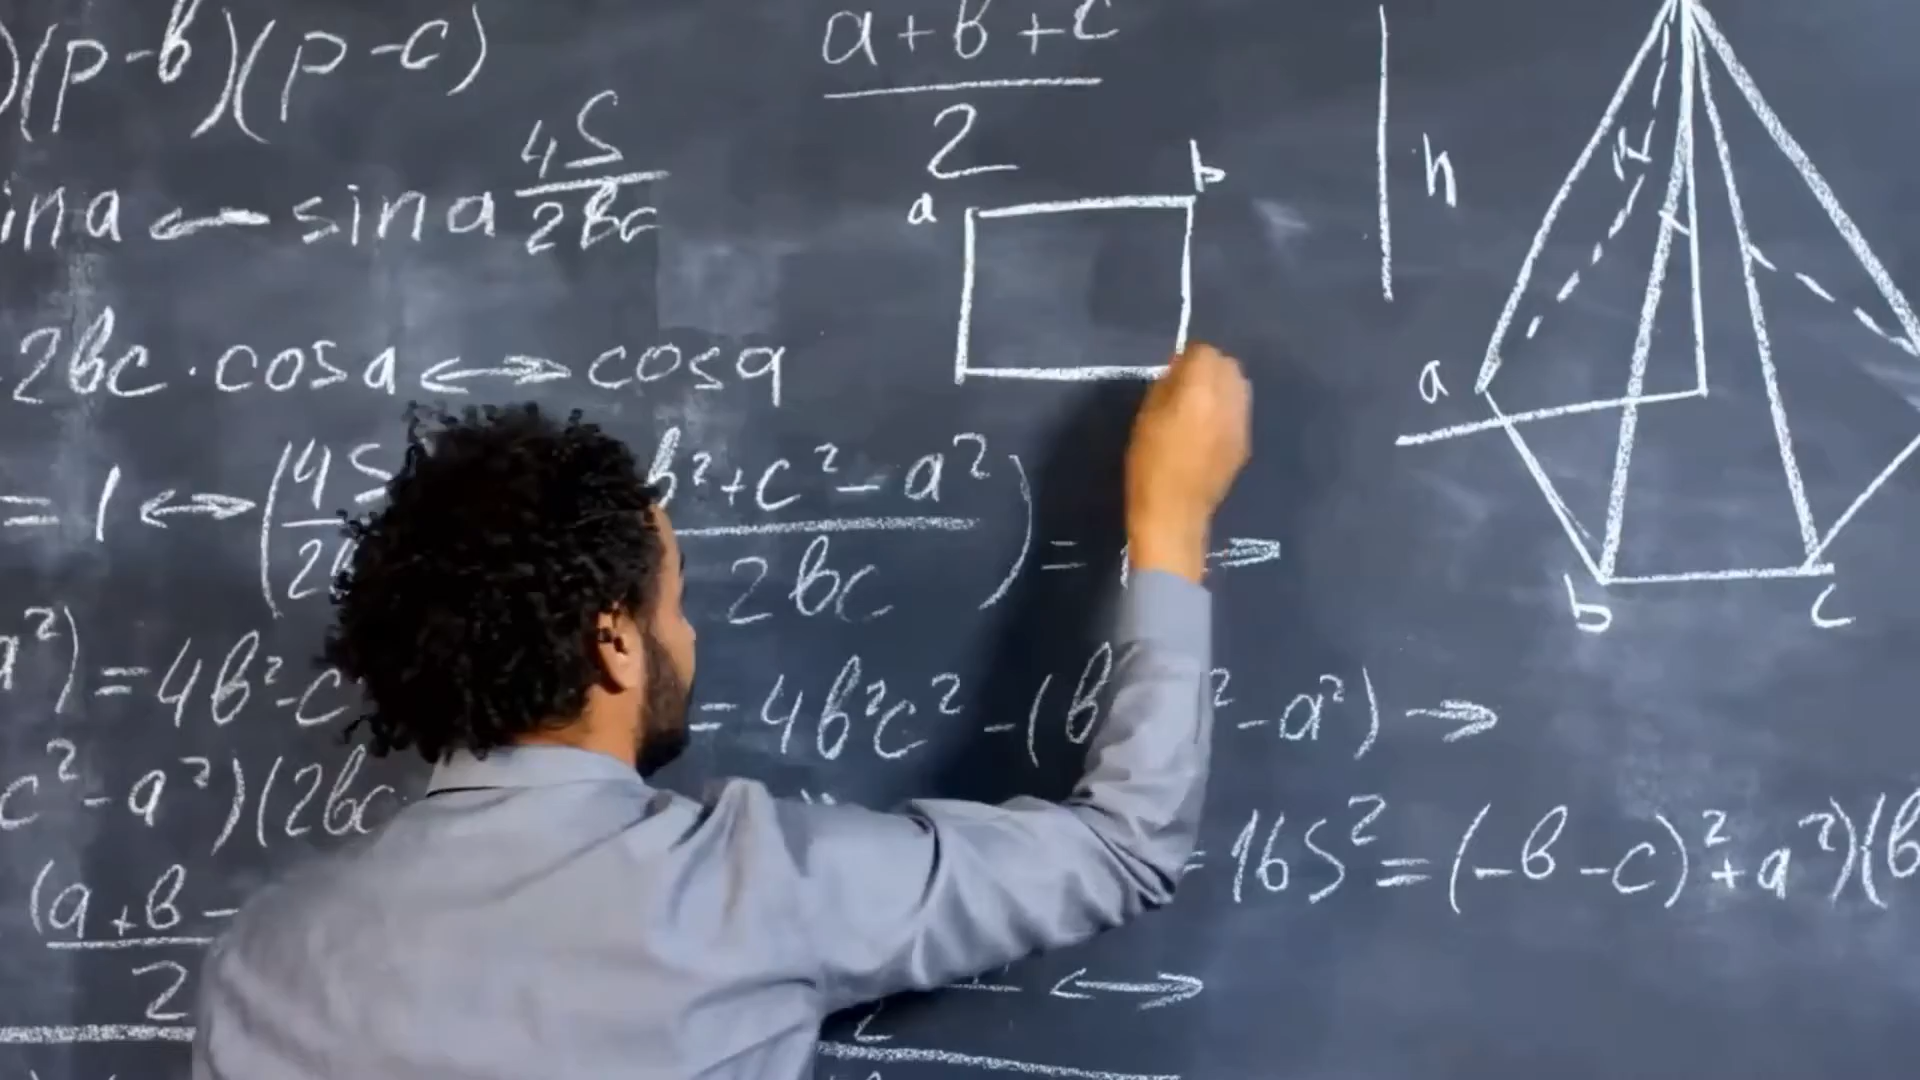 )(p-b)(p-c)
a+b+c
2
ina ← sina 4S
2bc
a b
h
2bc·cosa ↔ cosa
a
= 1 ↔ (4S b²+c²-a²
2bc ) = →
b c
a²) = 4b²-c = 4b²c² -(b ²-a²) →
c²-a²)(2bc = 16S² = (-b-c)²+a²)(b
(a+b-
2
↔
2